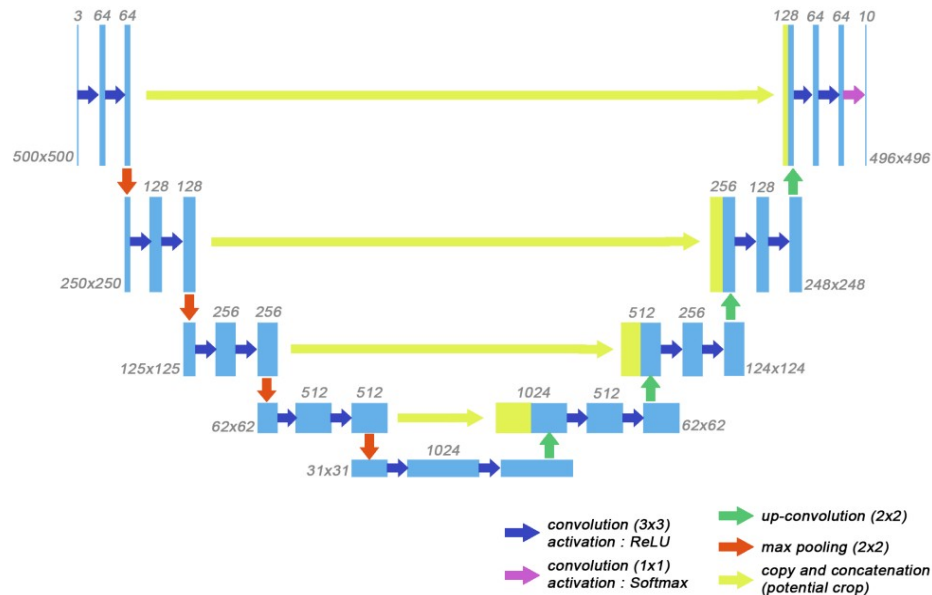 3 64 64
128 64 64 10
500x500
496x496
128 128
256 128
250x250
248x248
256 256
512 256
125x125
124x124
512 512
1024 512
62x62
62x62
1024
31x31
convolution (3x3)
activation : ReLU
convolution (1x1)
activation : Softmax
up-convolution (2x2)
max pooling (2x2)
copy and concatenation
(potential crop)